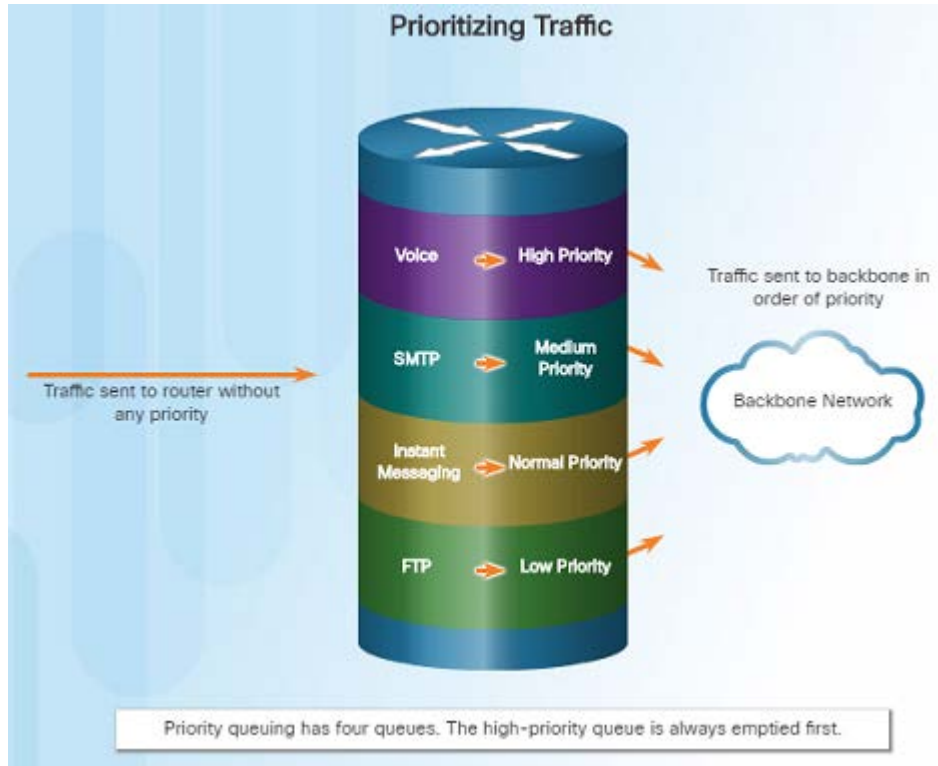 Prioritizing Traffic
Voice
High Priority
SMTP
Medium
Priority
Instant
Messaging
Normal Priority
FTP
Low Priority
Traffic sent to router without
any priority
Traffic sent to backbone in
order of priority
Backbone Network
Priority queuing has four queues. The high-priority queue is always emptied first.